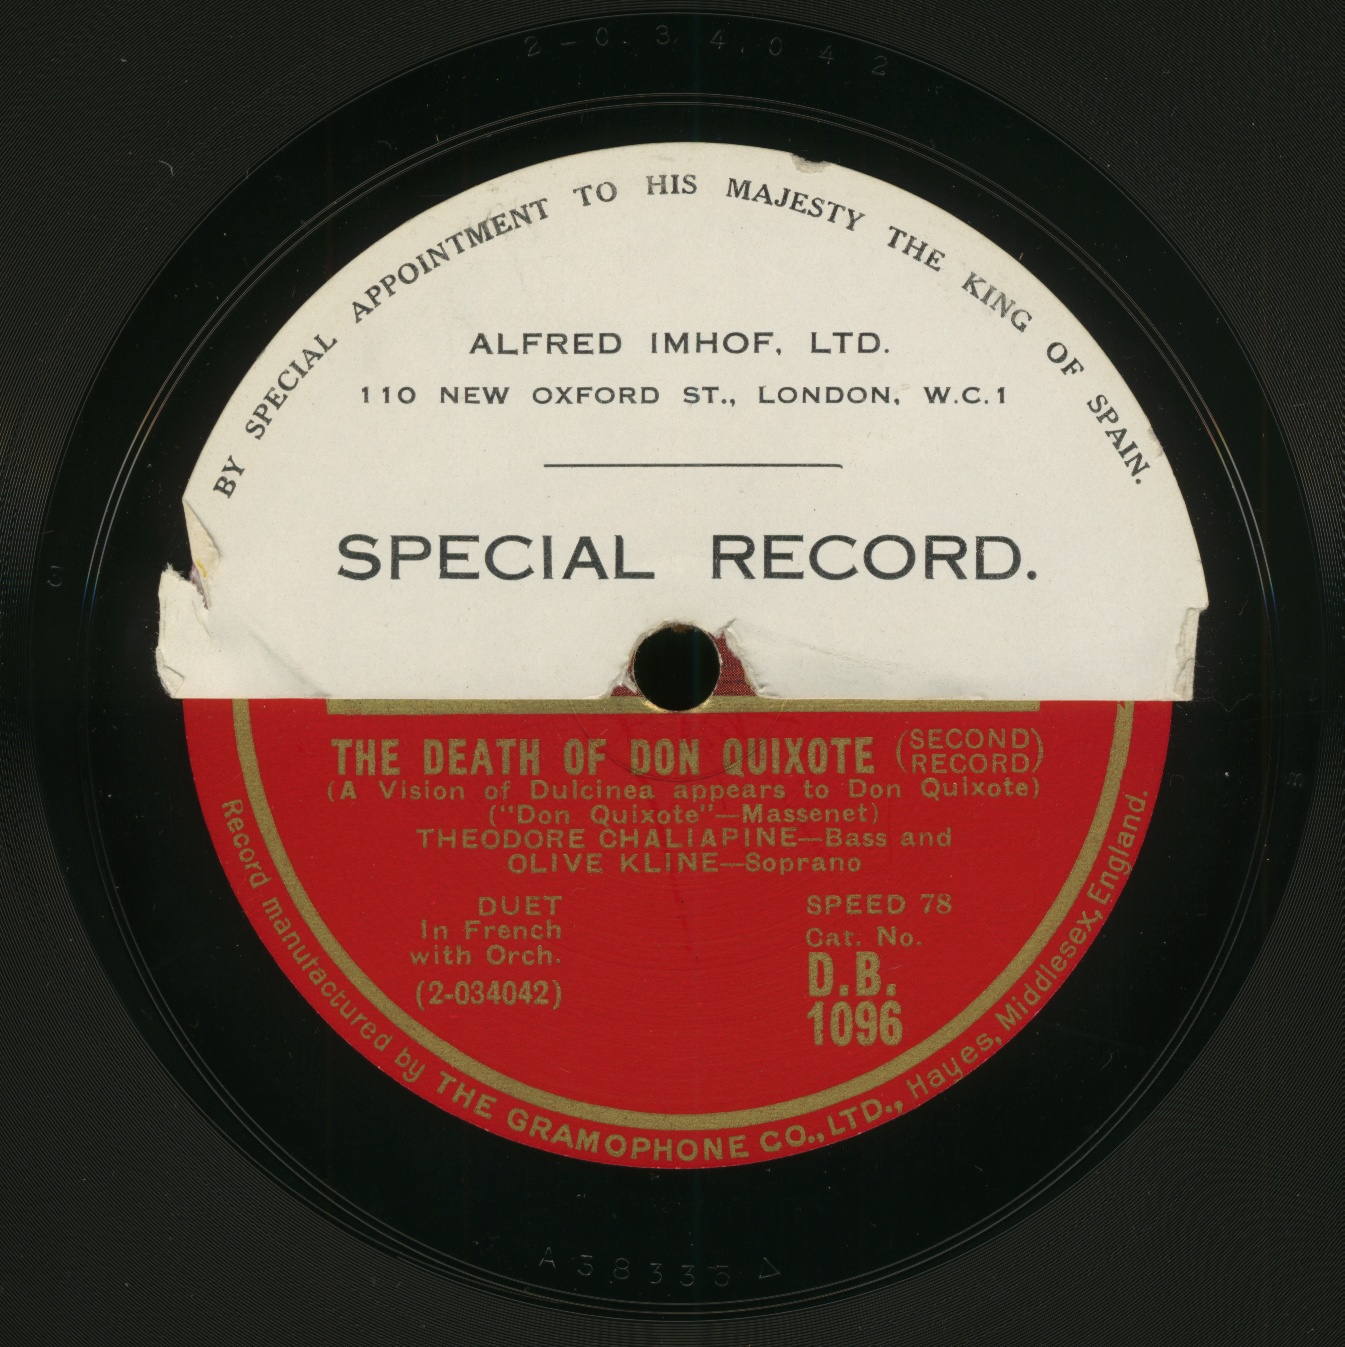 2-034042
BY SPECIAL APPOINTMENT TO HIS MAJESTY THE KING OF SPAIN.
ALFRED IMHOF, LTD.
110 NEW OXFORD ST., LONDON, W.C.1
SPECIAL RECORD.
THE DEATH OF DON QUIXOTE (SECOND RECORD)
(A Vision of Dulcinea appears to Don Quixote)
("Don Quixote"—Massenet)
THEODORE CHALIAPINE—Bass and
OLIVE KLINE—Soprano
DUET
In French
with Orch.
(2-034042)
SPEED 78
Cat. No.
D.B.
1096
Record manufactured by THE GRAMOPHONE CO., LTD., Hayes, Middlesex, England.
A38335 Δ